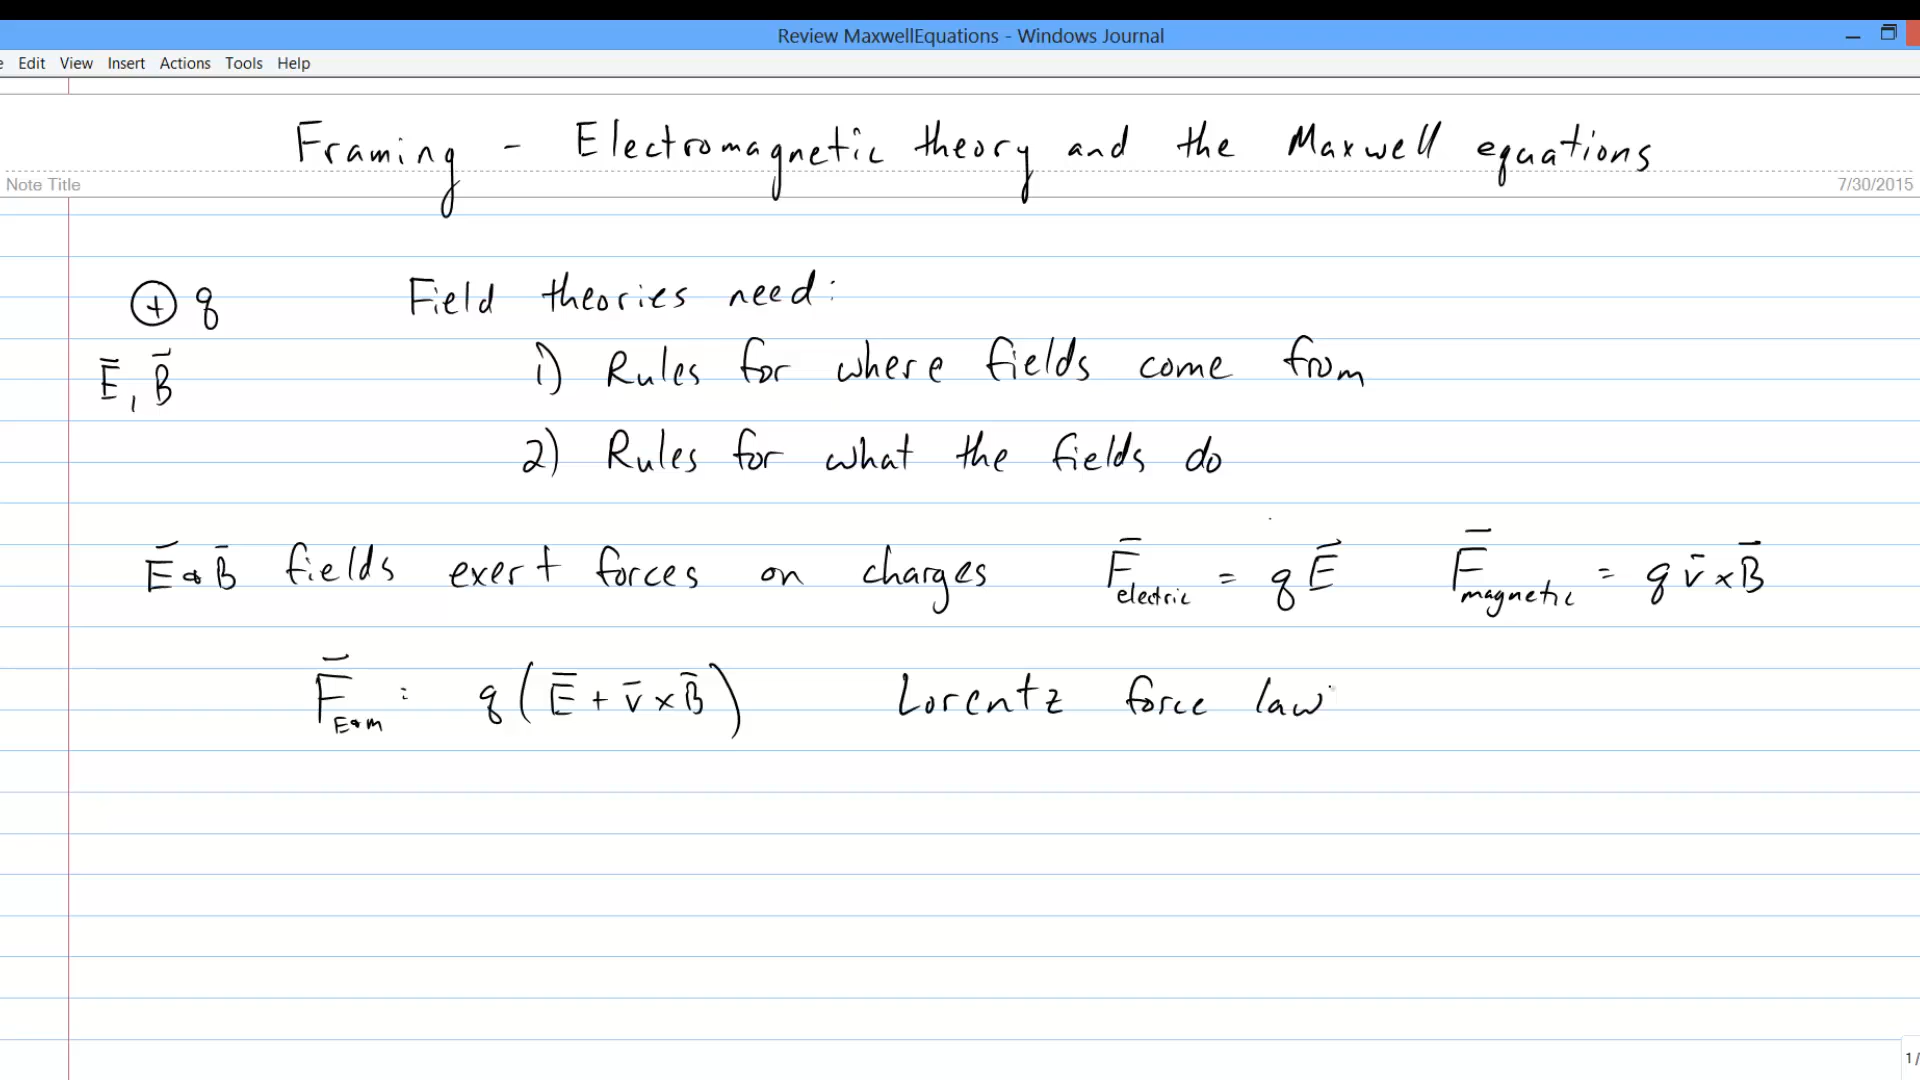 Review MaxwellEquations - Windows Journal
Edit View Insert Actions Tools Help
Framing - Electromagnetic theory and the Maxwell equations
Note Title 7/30/2015
+ q Field theories need:
E̅, B⃗ 1) Rules for where fields come from
2) Rules for what the fields do
E⃗ & B̅ fields exert forces on charges F̅electric = q E⃗ F̅magnetic = q v̅ × B⃗
F̅E&M = q ( E̅ + v̅ × B̅ ) Lorentz force law
1/